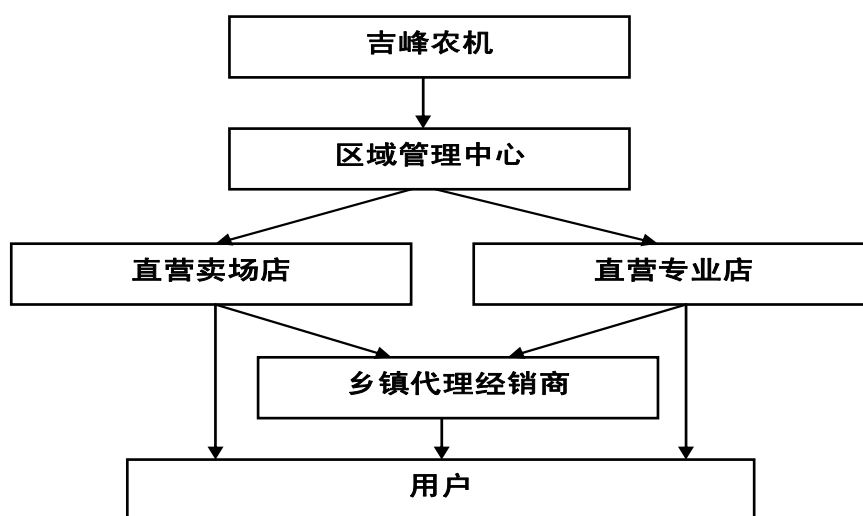 吉峰农机
区域管理中心
直营卖场店
直营专业店
乡镇代理经销商
用户